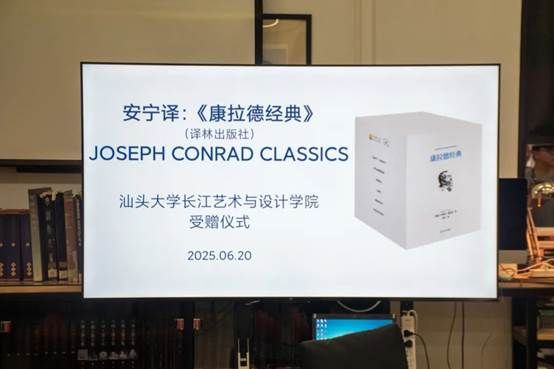 安宁译：《康拉德经典》
（译林出版社）
JOSEPH CONRAD CLASSICS
汕头大学长江艺术与设计学院
受赠仪式
2025.06.20
康拉德经典